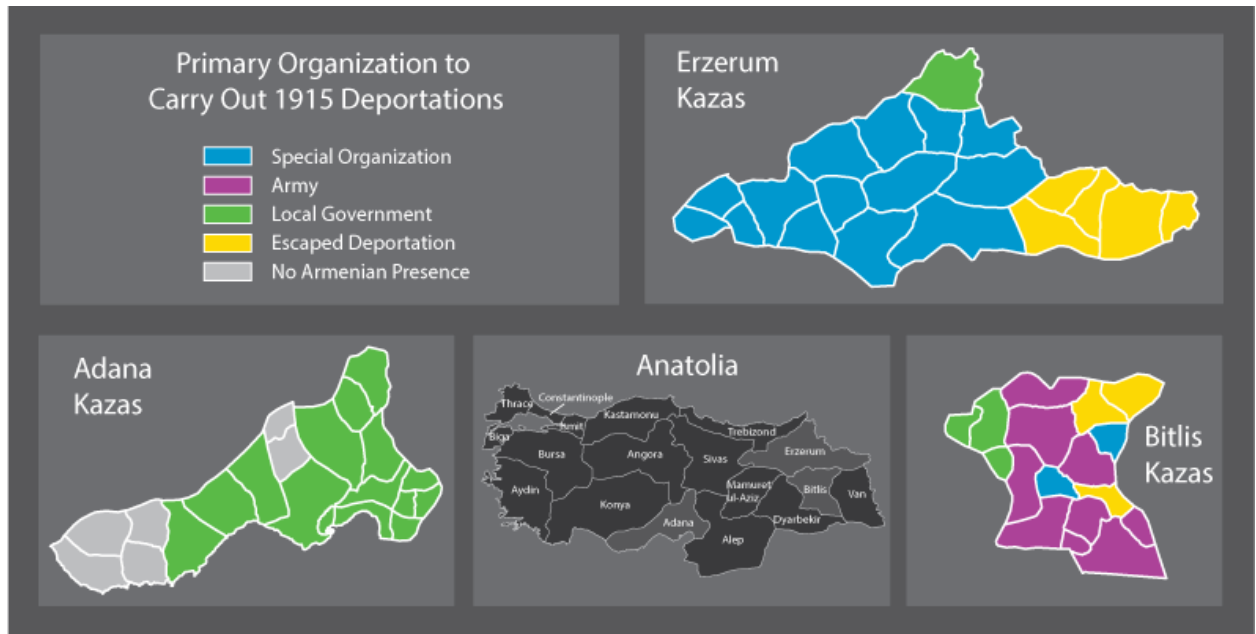 Primary Organization to
Carry Out 1915 Deportations
Special Organization
Army
Local Government
Escaped Deportation
No Armenian Presence
Erzerum
Kazas
Adana
Kazas
Anatolia
Thrace
Constantinople
Kastamonu
Ismit
Biga
Trebizond
Bursa
Angora
Sivas
Erzerum
Aydin
Konya
Mamuret
ul-Aziz
Bitlis
Van
Adana
Dyarbekir
Alep
Bitlis
Kazas